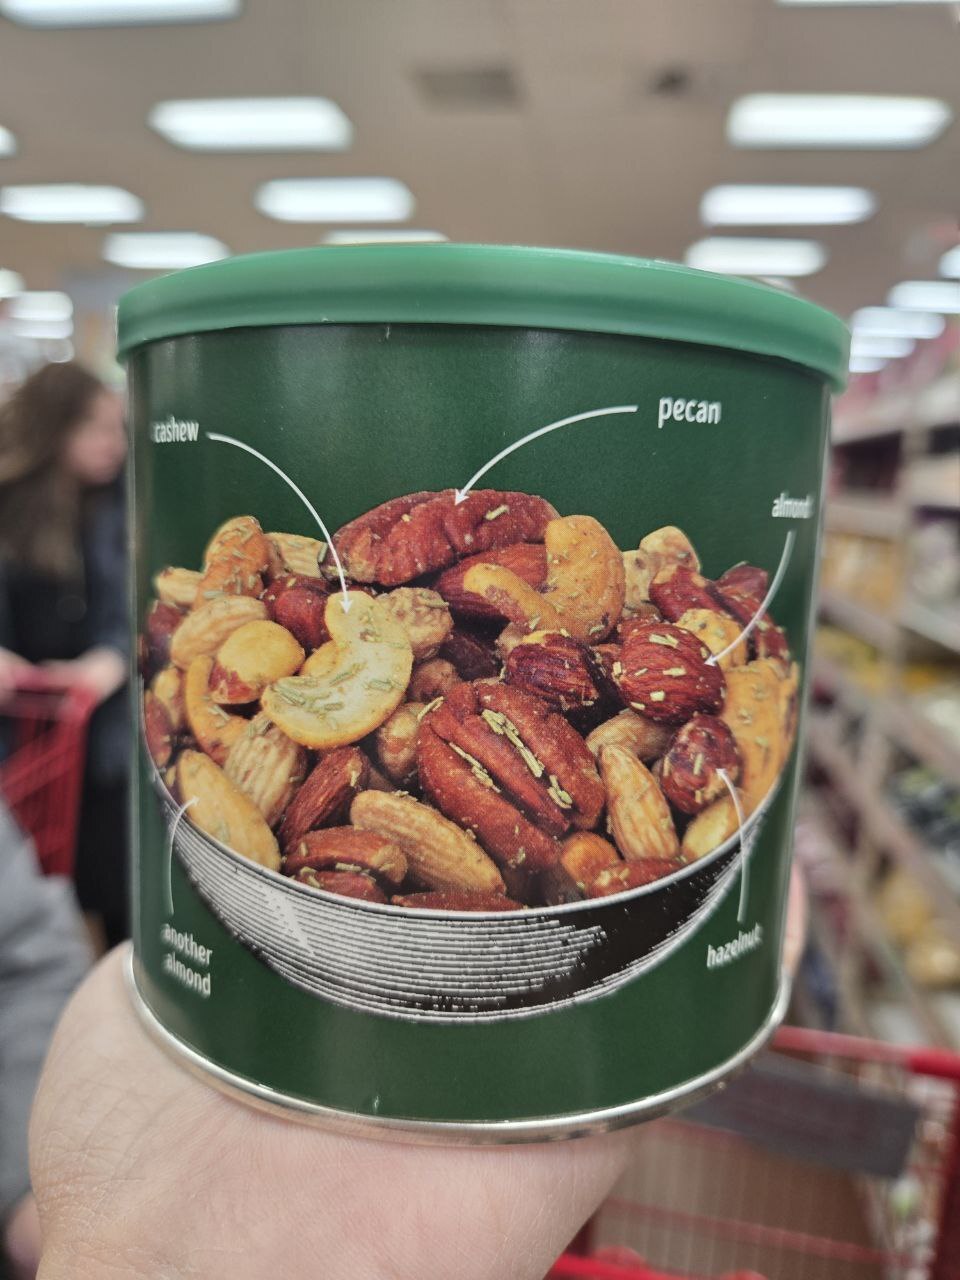 cashew
pecan
almond
another
almond
hazelnut